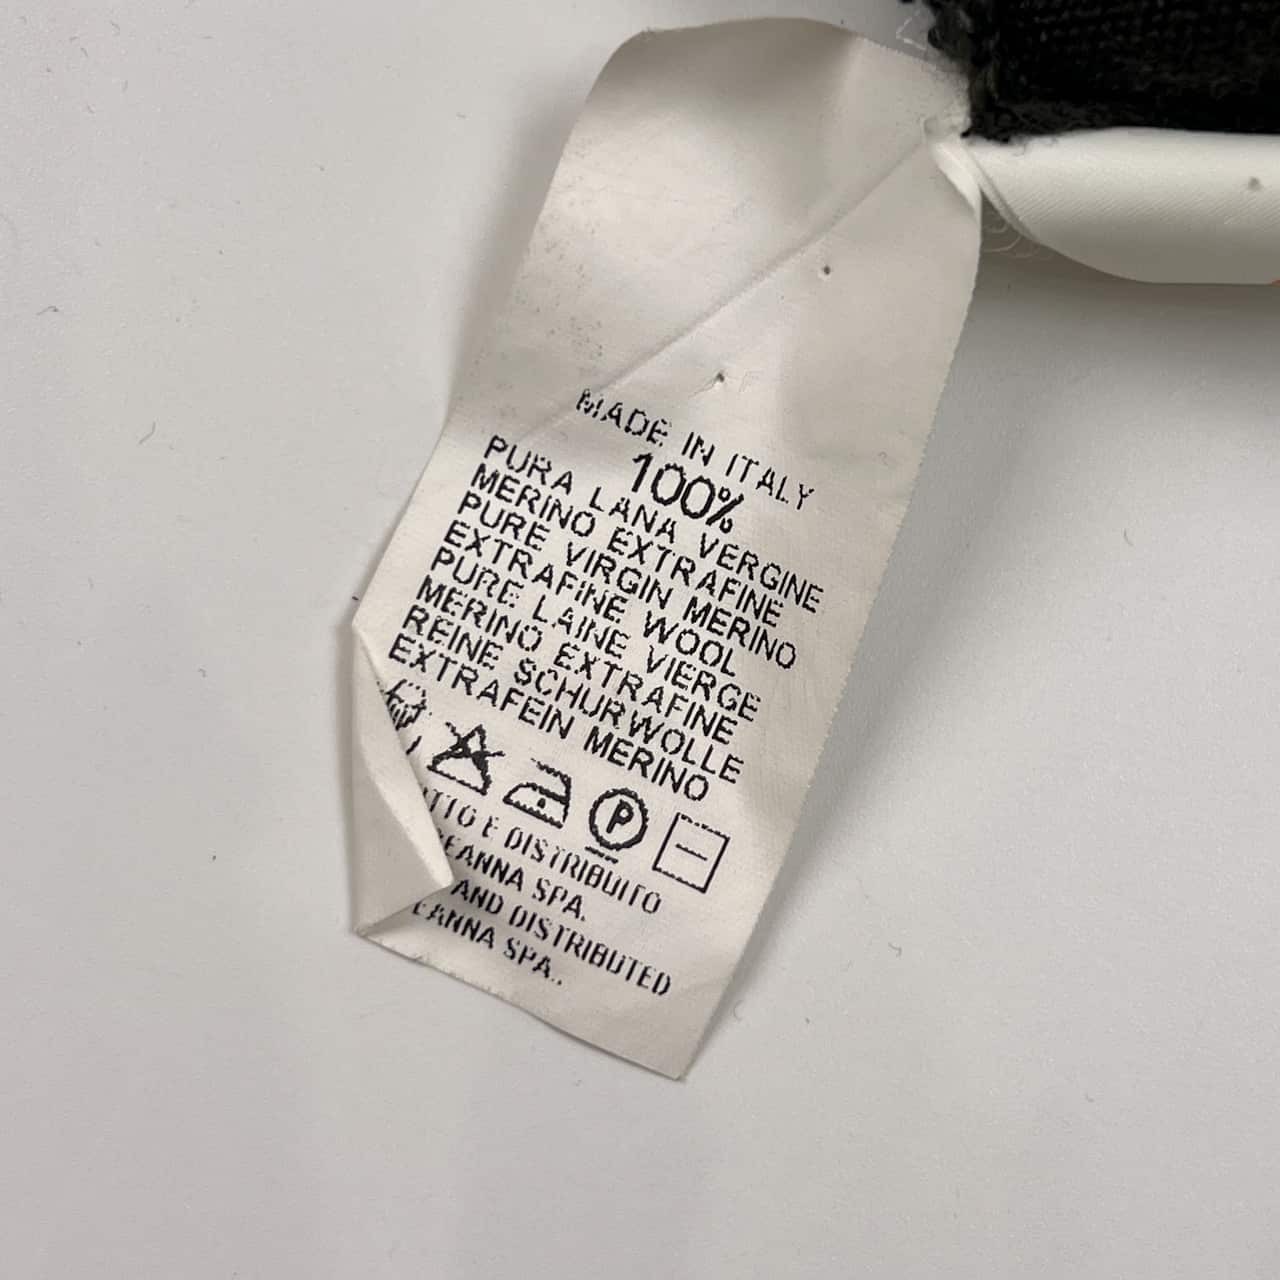 MADE IN ITALY
100%
PURA LANA VERGINE
MERINO EXTRAFINE
PURE VIRGIN MERINO
EXTRAFINE WOOL
PURE LAINE VIERGE
MERINO EXTRAFINE
REINE SCHURWOLLE
EXTRAFEIN MERINO
P
E DISTRIBUITO
SPA.
AND DISTRIBUTED
SPA..